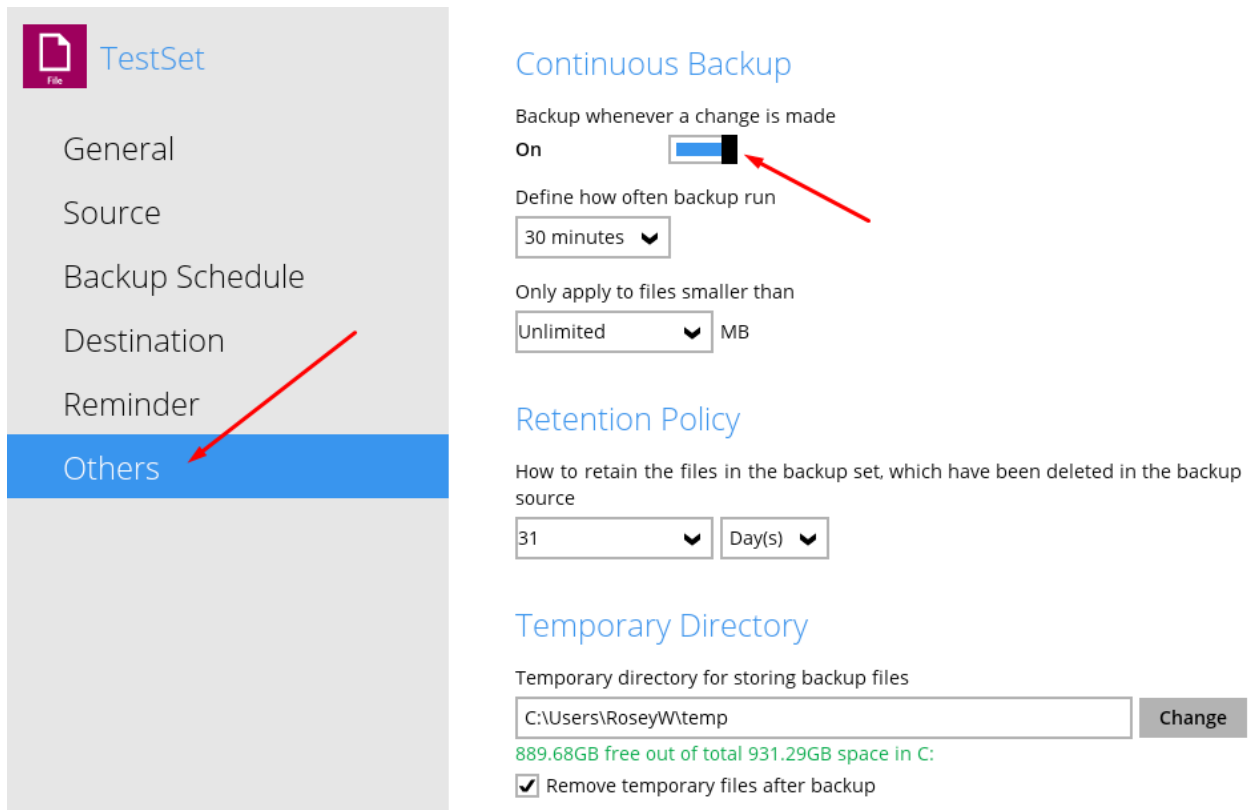 File
TestSet
General
Source
Backup Schedule
Destination
Reminder
Others
Continuous Backup
Backup whenever a change is made
On
Define how often backup run
30 minutes
Only apply to files smaller than
Unlimited MB
Retention Policy
How to retain the files in the backup set, which have been deleted in the backup
source
31 Day(s)
Temporary Directory
Temporary directory for storing backup files
C:\Users\RoseyW\temp Change
889.68GB free out of total 931.29GB space in C:
Remove temporary files after backup